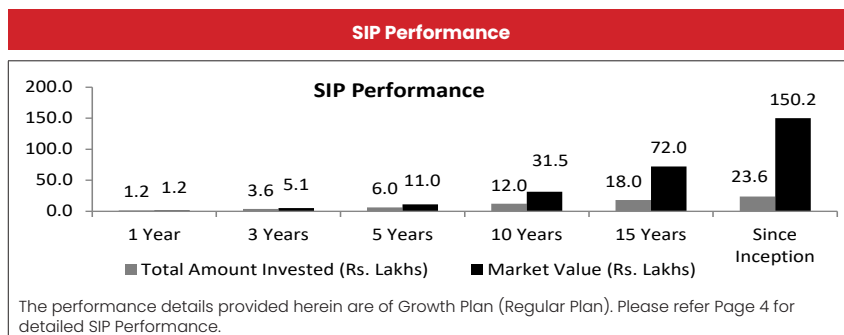 SIP Performance
SIP Performance
200.0
150.0
100.0
50.0
0.0
1.2 1.2
3.6 5.1
6.0 11.0
12.0 31.5
18.0 72.0
23.6 150.2
1 Year 3 Years 5 Years 10 Years 15 Years Since
Inception
Total Amount Invested (Rs. Lakhs) Market Value (Rs. Lakhs)
The performance details provided herein are of Growth Plan (Regular Plan). Please refer Page 4 for
detailed SIP Performance.